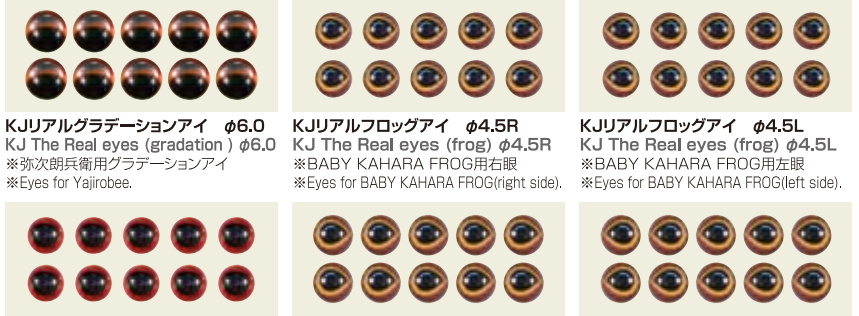 KJリアルグラデーションアイ φ6.0
KJ The Real eyes (gradation ) φ6.0
※弥次朗兵衛用グラデーションアイ
※Eyes for Yajirobee.
KJリアルフロッグアイ φ4.5R
KJ The Real eyes (frog) φ4.5R
※BABY KAHARA FROG用右眼
※Eyes for BABY KAHARA FROG(right side).
KJリアルフロッグアイ φ4.5L
KJ The Real eyes (frog) φ4.5L
※BABY KAHARA FROG用左眼
※Eyes for BABY KAHARA FROG(left side).